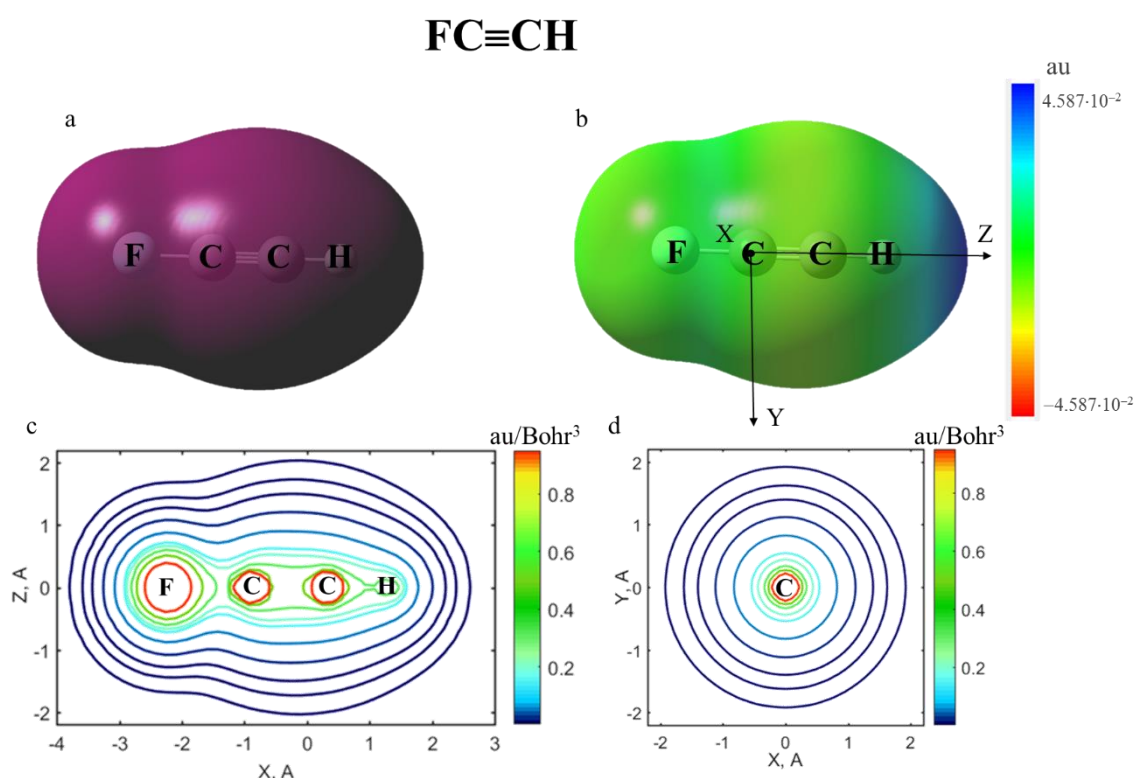 FC≡CH
a
F C C H
b
X
F C C H
Z
Y
au
4.587·10⁻²
−4.587·10⁻²
c
au/Bohr³
2
1
0
-1
-2
Z, A
F C C H
-4 -3 -2 -1 0 1 2 3
X, A
0.8
0.6
0.4
0.2
d
au/Bohr³
2
1
0
-1
-2
Y, A
C
-2 -1 0 1 2
X, A
0.8
0.6
0.4
0.2